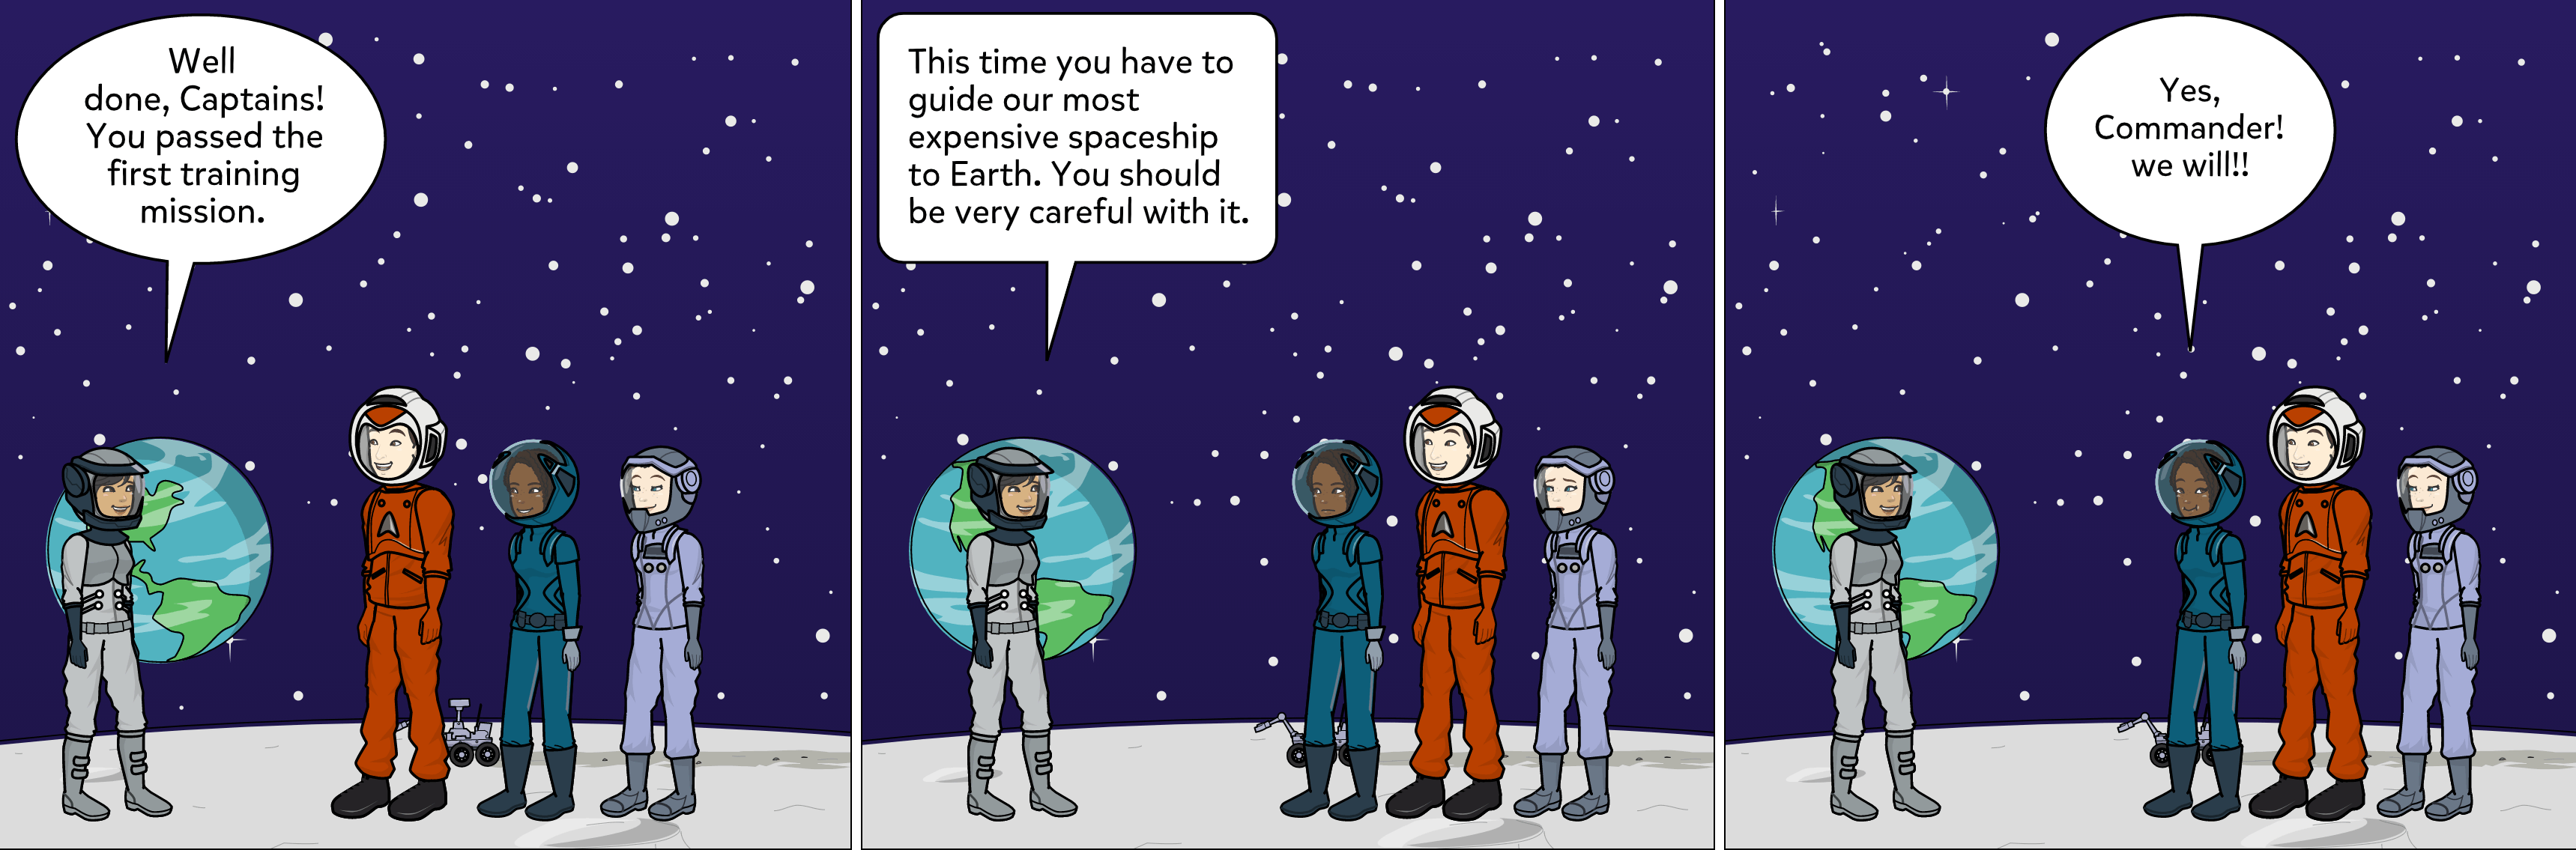 Well
done, Captains!
You passed the
first training
mission.
This time you have to
guide our most
expensive spaceship
to Earth. You should
be very careful with it.
Yes,
Commander!
we will!!